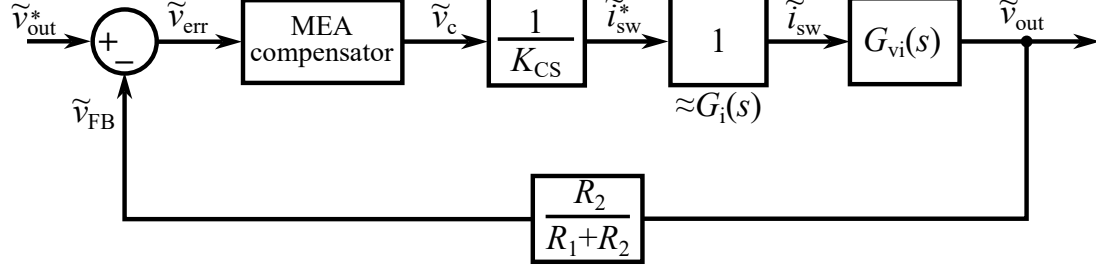 ṽ*out
ṽerr
MEA
compensator
ṽc
1
KCS
ĩ*sw
1
≈Gi(s)
ĩsw
Gvi(s)
ṽout
+
−
ṽFB
R2
R1+R2